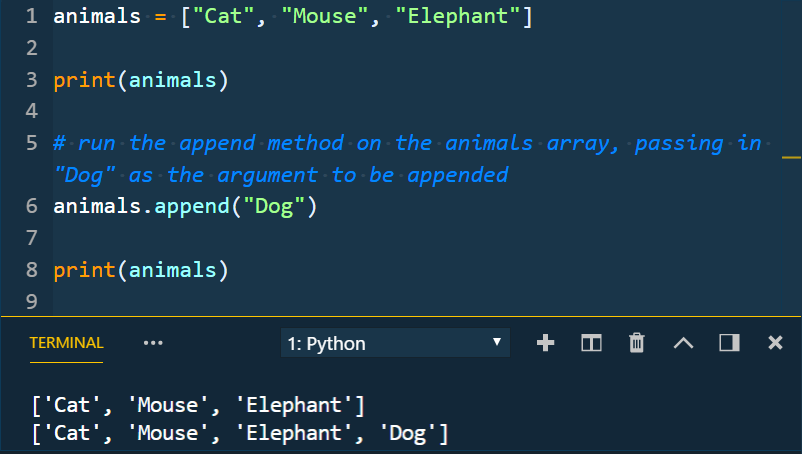 1 animals = ["Cat", "Mouse", "Elephant"]
2
3 print(animals)
4
5 # run the append method on the animals array, passing in
"Dog" as the argument to be appended
6 animals.append("Dog")
7
8 print(animals)
9
TERMINAL ••• 1: Python
['Cat', 'Mouse', 'Elephant']
['Cat', 'Mouse', 'Elephant', 'Dog']